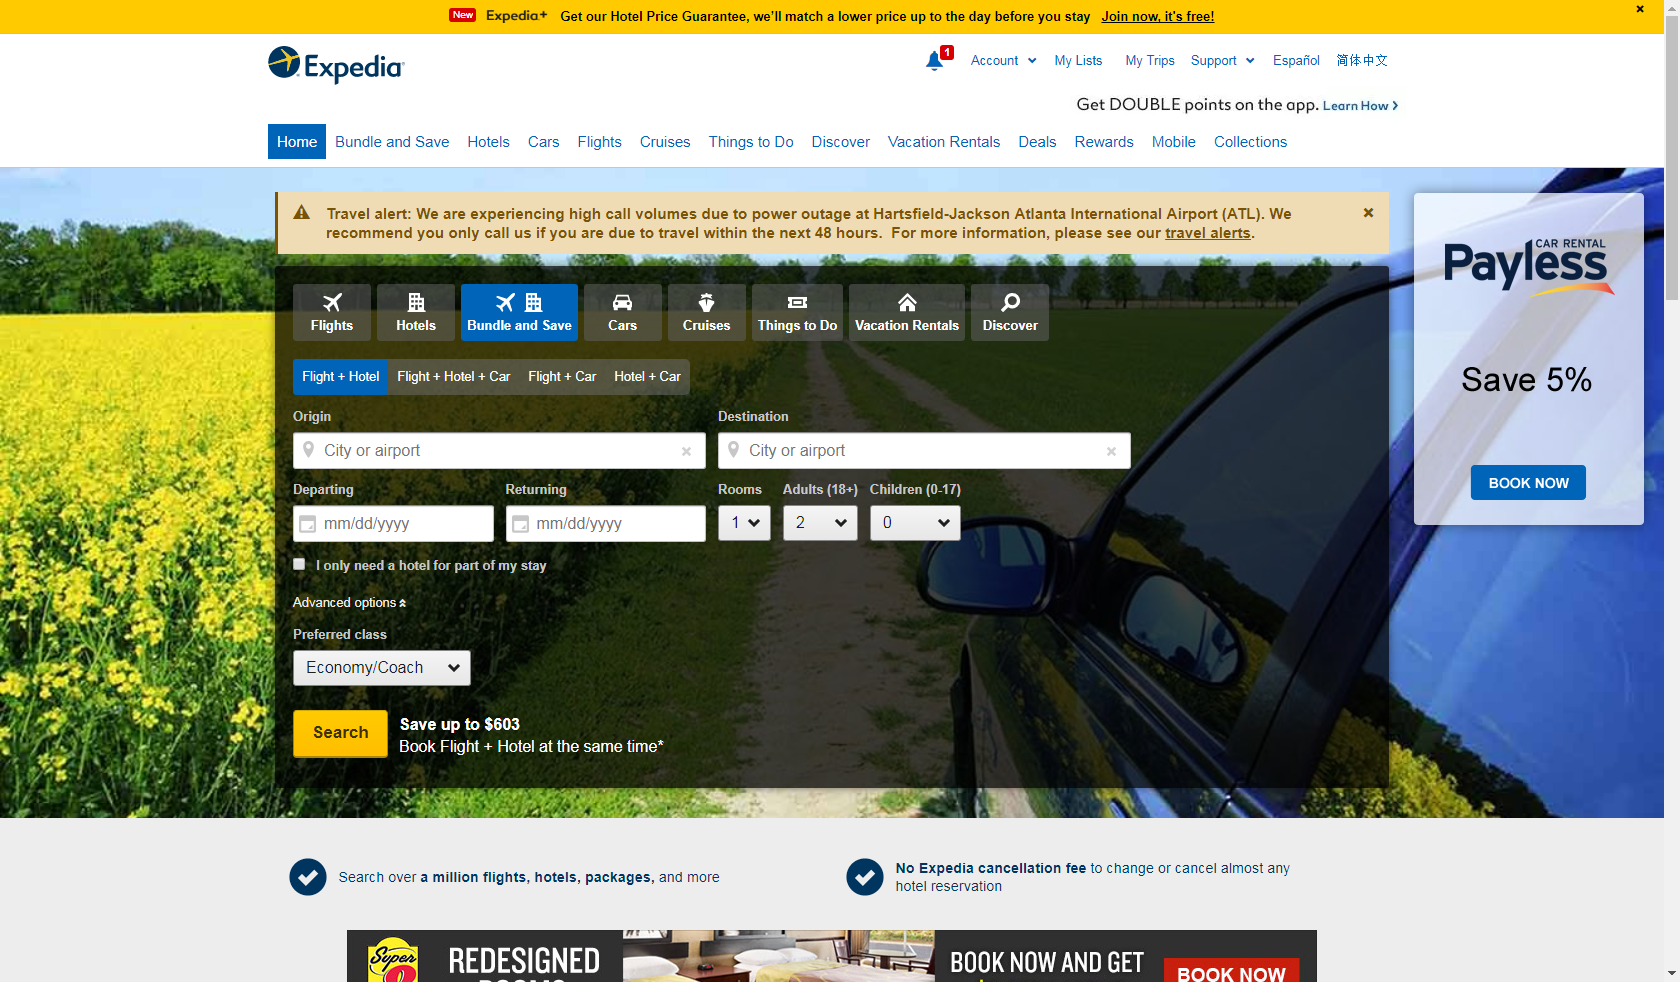 New Expedia+ Get our Hotel Price Guarantee, we'll match a lower price up to the day before you stay Join now, it's free!
Expedia
1 Account My Lists My Trips Support Español 简体中文
Get DOUBLE points on the app. Learn How
Home Bundle and Save Hotels Cars Flights Cruises Things to Do Discover Vacation Rentals Deals Rewards Mobile Collections
Travel alert: We are experiencing high call volumes due to power outage at Hartsfield-Jackson Atlanta International Airport (ATL). We
recommend you only call us if you are due to travel within the next 48 hours. For more information, please see our travel alerts.
Flights Hotels Bundle and Save Cars Cruises Things to Do Vacation Rentals Discover
Flight + Hotel Flight + Hotel + Car Flight + Car Hotel + Car
Origin Destination
City or airport City or airport
Departing Returning Rooms Adults (18+) Children (0-17)
mm/dd/yyyy mm/dd/yyyy 1 2 0
I only need a hotel for part of my stay
Advanced options
Preferred class
Economy/Coach
Search
Save up to $603
Book Flight + Hotel at the same time*
CAR RENTAL
Payless
Save 5%
BOOK NOW
Search over a million flights, hotels, packages, and more
No Expedia cancellation fee to change or cancel almost any
hotel reservation
Super
REDESIGNED
BOOK NOW AND GET
BOOK NOW